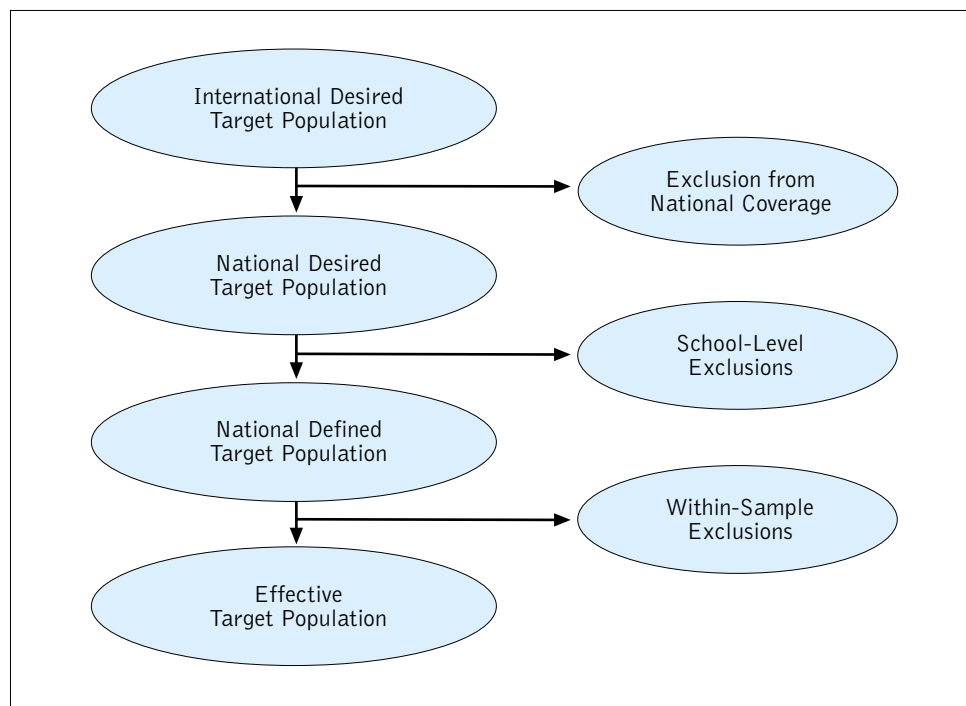 International Desired
Target Population
Exclusion from
National Coverage
National Desired
Target Population
School-Level
Exclusions
National Defined
Target Population
Within-Sample
Exclusions
Effective
Target Population